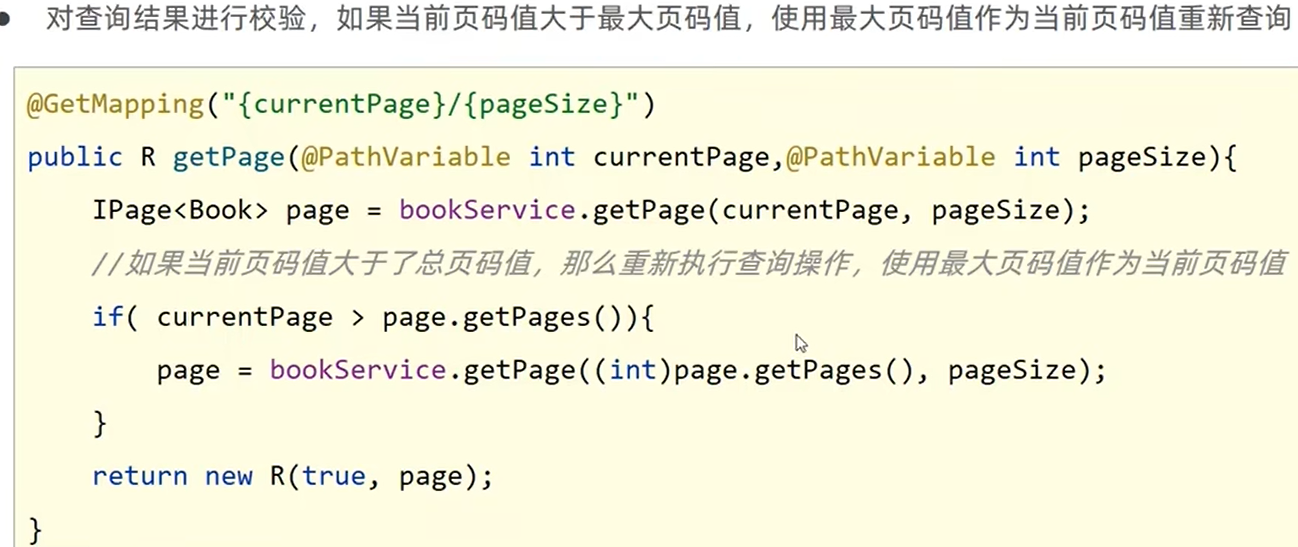 • 对查询结果进行校验，如果当前页码值大于最大页码值，使用最大页码值作为当前页码值重新查询
@GetMapping("{currentPage}/{pageSize}")
public R getPage(@PathVariable int currentPage,@PathVariable int pageSize){
    IPage<Book> page = bookService.getPage(currentPage, pageSize);
    //如果当前页码值大于了总页码值，那么重新执行查询操作，使用最大页码值作为当前页码值
    if( currentPage > page.getPages()){
        page = bookService.getPage((int)page.getPages(), pageSize);
    }
    return new R(true, page);
}